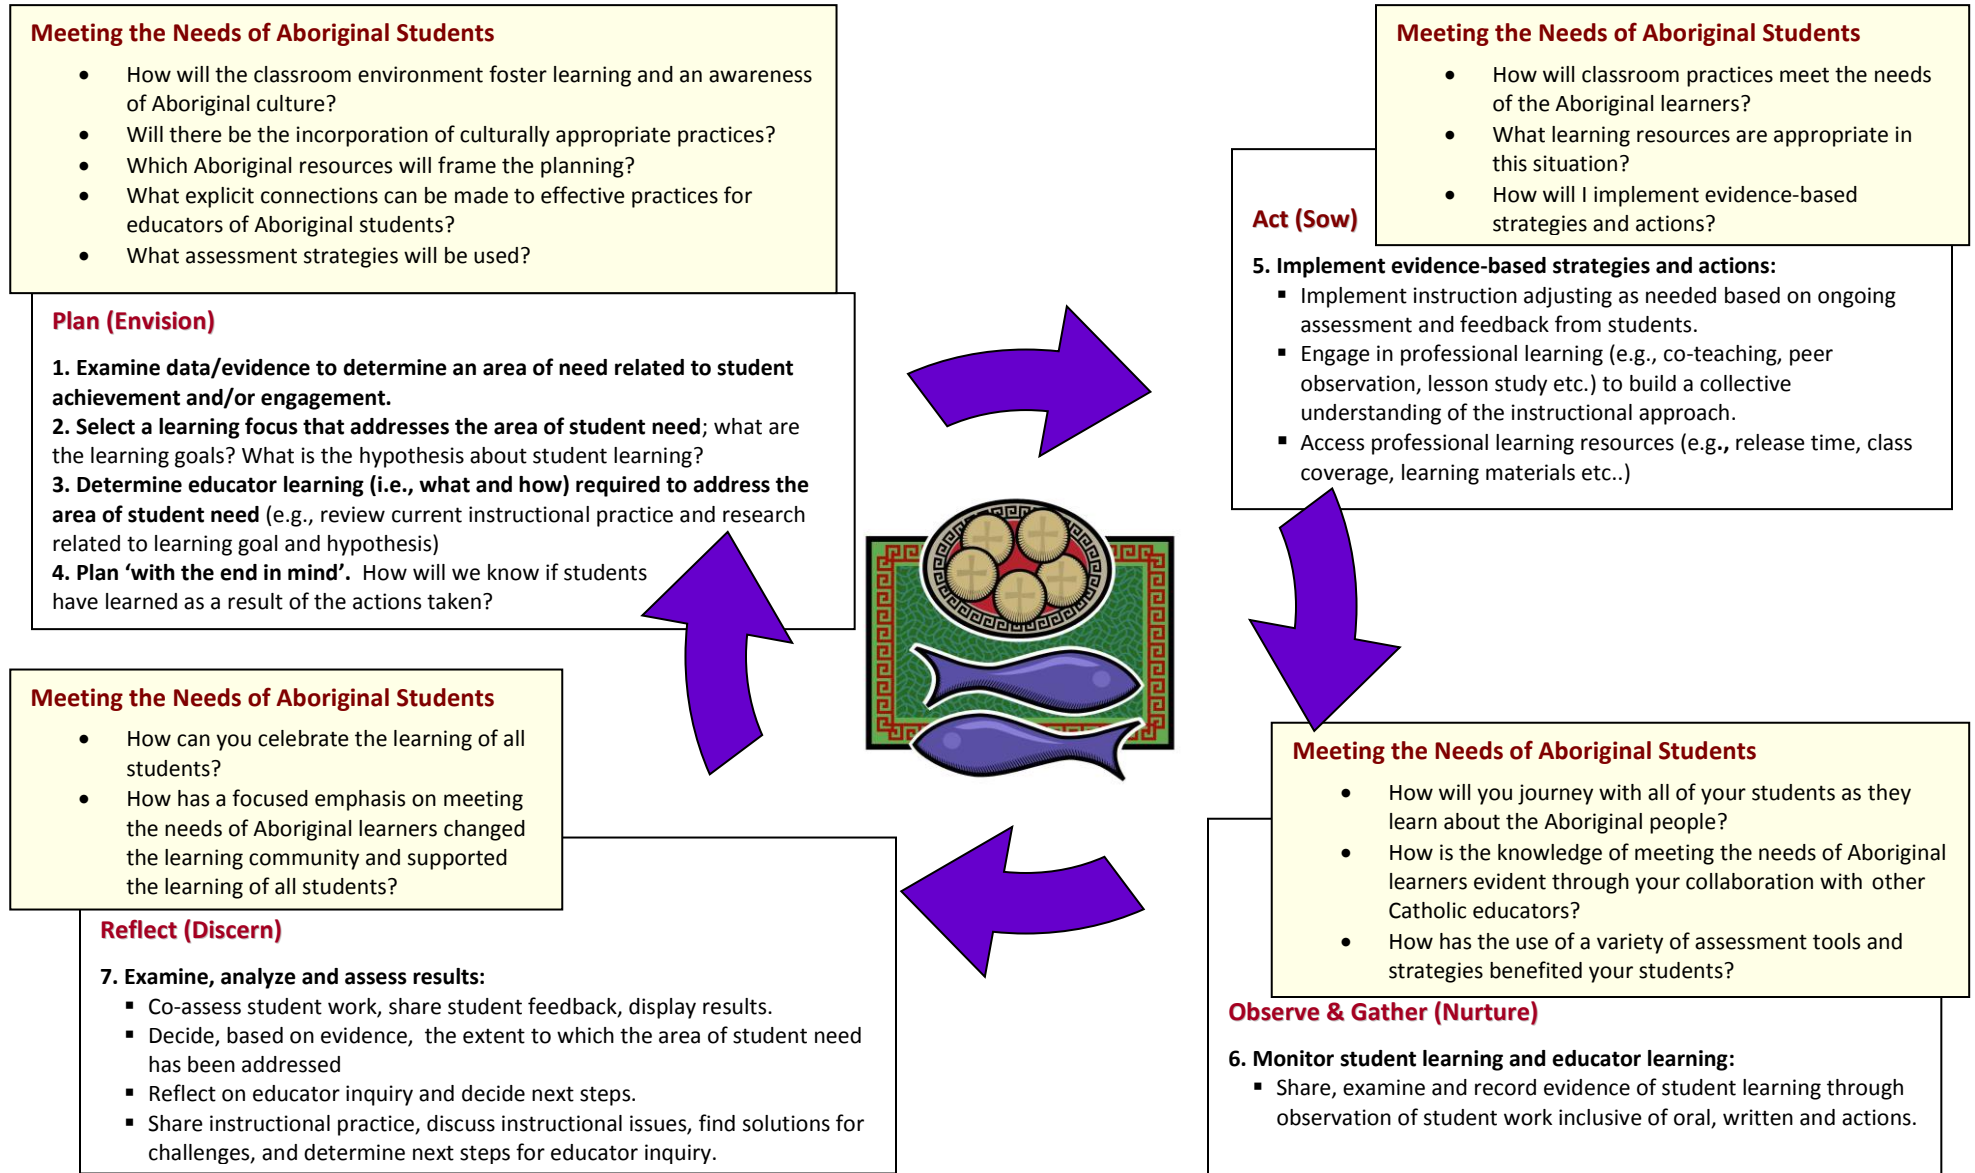 Meeting the Needs of Aboriginal Students
• How will the classroom environment foster learning and an awareness
of Aboriginal culture?
• Will there be the incorporation of culturally appropriate practices?
• Which Aboriginal resources will frame the planning?
• What explicit connections can be made to effective practices for
educators of Aboriginal students?
• What assessment strategies will be used?
Plan (Envision)
1. Examine data/evidence to determine an area of need related to student
achievement and/or engagement.
2. Select a learning focus that addresses the area of student need; what are
the learning goals? What is the hypothesis about student learning?
3. Determine educator learning (i.e., what and how) required to address the
area of student need (e.g., review current instructional practice and research
related to learning goal and hypothesis)
4. Plan ‘with the end in mind’. How will we know if students
have learned as a result of the actions taken?
Meeting the Needs of Aboriginal Students
• How will classroom practices meet the needs
of the Aboriginal learners?
• What learning resources are appropriate in
this situation?
• How will I implement evidence-based
strategies and actions?
Act (Sow)
5. Implement evidence-based strategies and actions:
▪ Implement instruction adjusting as needed based on ongoing
assessment and feedback from students.
▪ Engage in professional learning (e.g., co-teaching, peer
observation, lesson study etc.) to build a collective
understanding of the instructional approach.
▪ Access professional learning resources (e.g., release time, class
coverage, learning materials etc..)
Meeting the Needs of Aboriginal Students
• How will you journey with all of your students as they
learn about the Aboriginal people?
• How is the knowledge of meeting the needs of Aboriginal
learners evident through your collaboration with other
Catholic educators?
• How has the use of a variety of assessment tools and
strategies benefited your students?
Observe & Gather (Nurture)
6. Monitor student learning and educator learning:
▪ Share, examine and record evidence of student learning through
observation of student work inclusive of oral, written and actions.
Meeting the Needs of Aboriginal Students
• How can you celebrate the learning of all
students?
• How has a focused emphasis on meeting
the needs of Aboriginal learners changed
the learning community and supported
the learning of all students?
Reflect (Discern)
7. Examine, analyze and assess results:
▪ Co-assess student work, share student feedback, display results.
▪ Decide, based on evidence, the extent to which the area of student need
has been addressed
▪ Reflect on educator inquiry and decide next steps.
▪ Share instructional practice, discuss instructional issues, find solutions for
challenges, and determine next steps for educator inquiry.